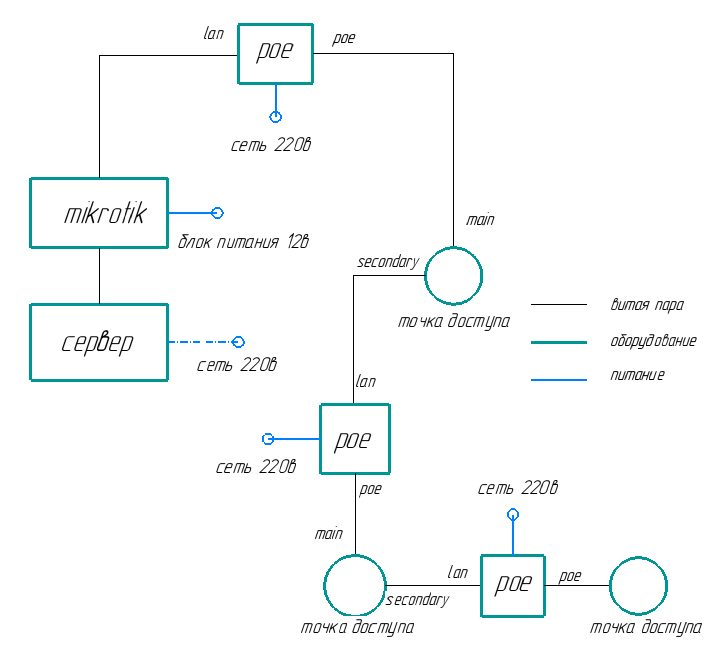 lan
poe
poe
сеть 220в
mikrotik
блок питания 12в
main
secondary
точка доступа
витая пара
оборудование
питание
сервер
сеть 220в
lan
poe
сеть 220в
poe
сеть 220в
main
lan
poe
poe
secondary
точка доступа
точка доступа